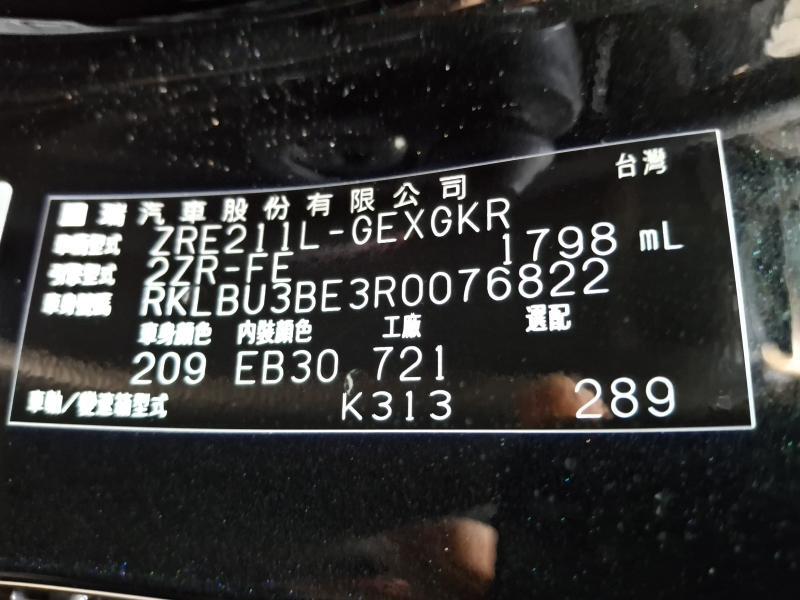 國瑞汽車股份有限公司 台灣
車輛型式 ZRE211L-GEXGKR
引擎型式 2ZR-FE 1798 mL
車身號碼 RKLBU3BE3R0076822
車身顏色 內裝顏色 工廠 選配
209 EB30 721
車軸/變速箱型式 K313 289